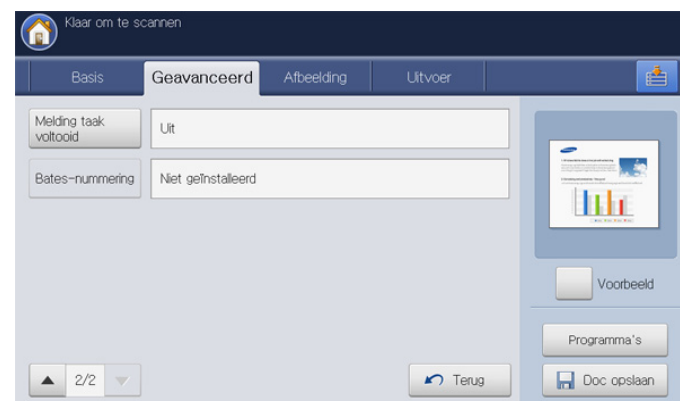 Klaar om te scannen
Basis
Geavanceerd
Afbeelding
Uitvoer
Melding taak
voltooid
Uit
Bates-nummering
Niet geïnstalleerd
Voorbeeld
Programma's
2/2
Terug
Doc opslaan